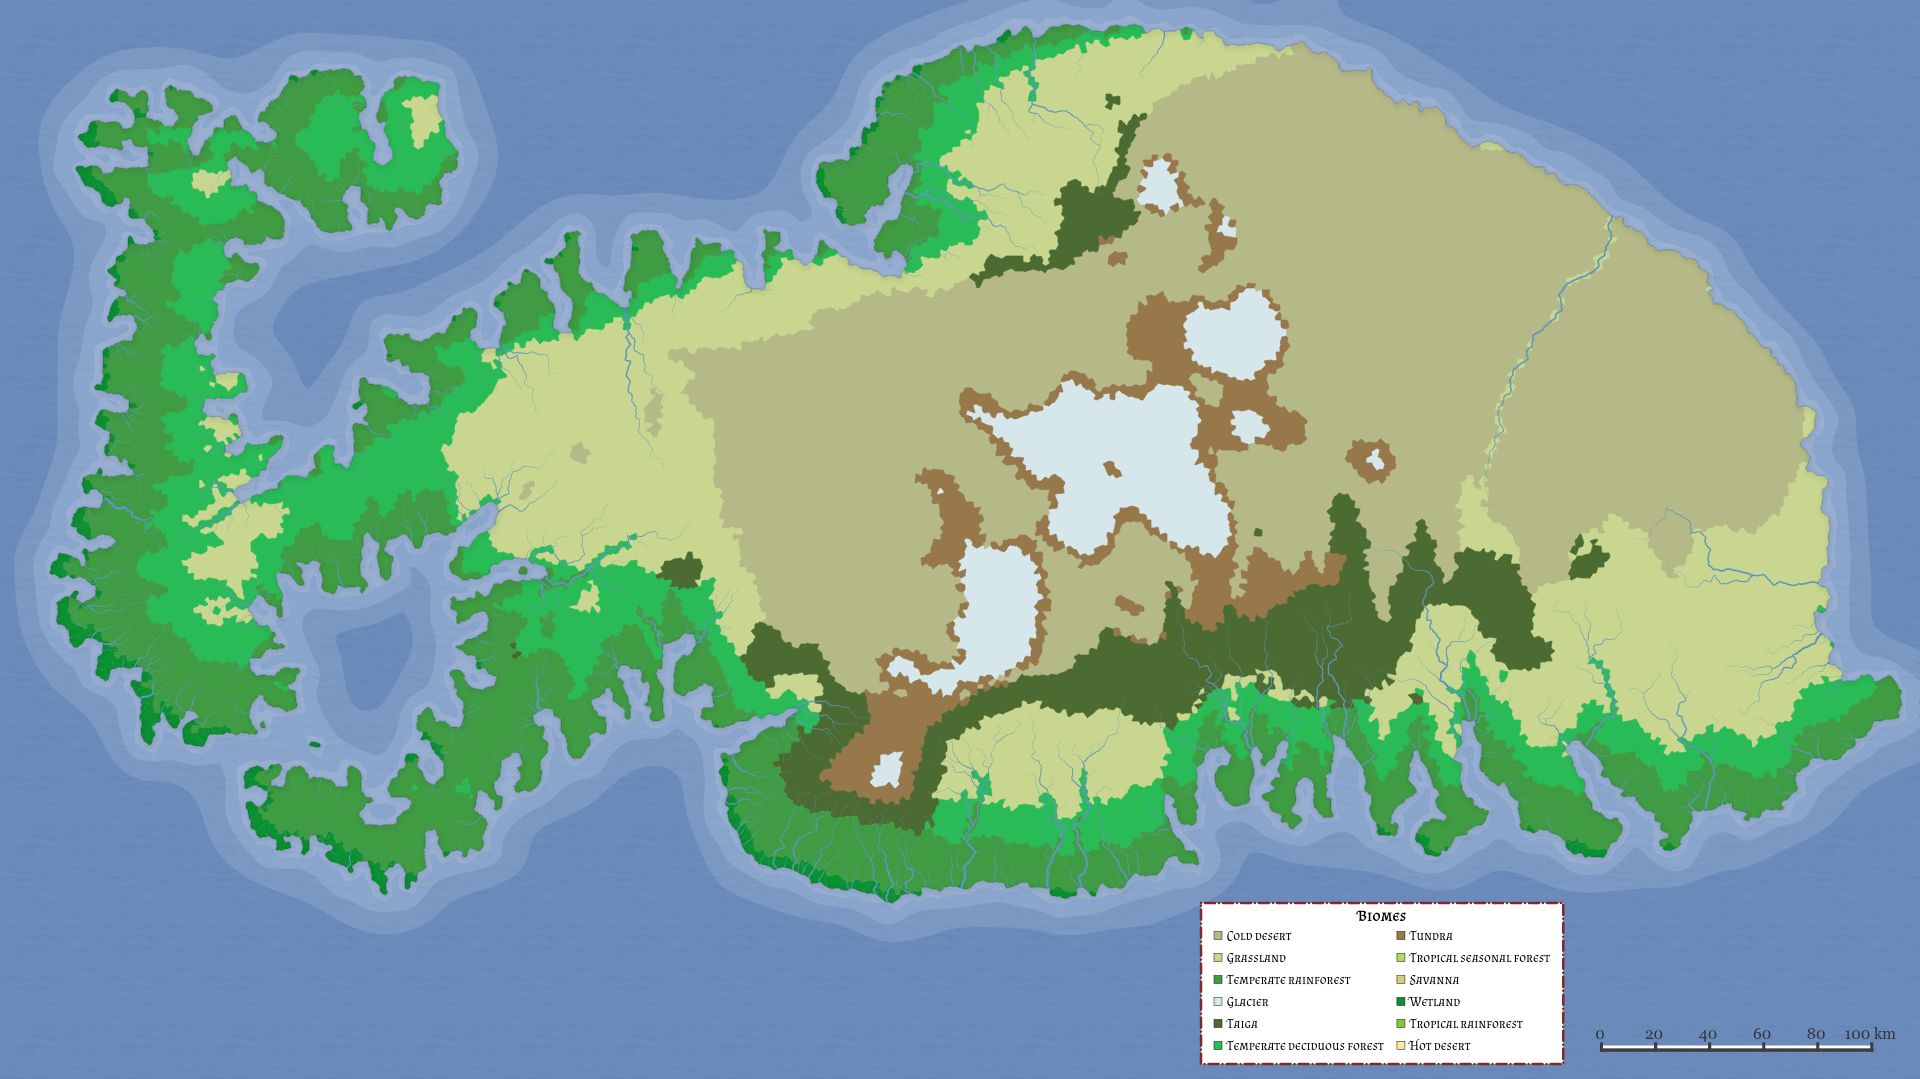 Biomes
Cold desert
Grassland
Temperate rainforest
Glacier
Taiga
Temperate deciduous forest
Tundra
Tropical seasonal forest
Savanna
Wetland
Tropical rainforest
Hot desert
0 20 40 60 80 100 km